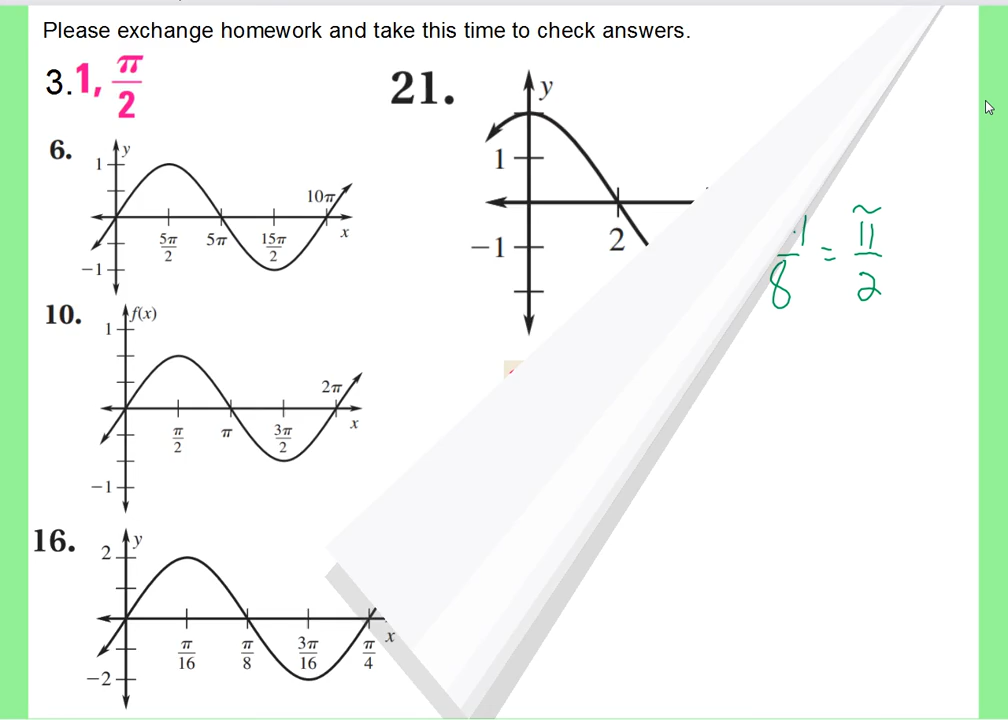 Please exchange homework and take this time to check answers.
3. 1, π/2
6.
y
1
10π
5π/2 5π 15π/2 x
−1
10.
f(x)
1
2π
π/2 π 3π/2 x
−1
16.
y
2
π/16 π/8 3π/16 π/4 x
−2
21.
y
1
−1 2
8 = π/2